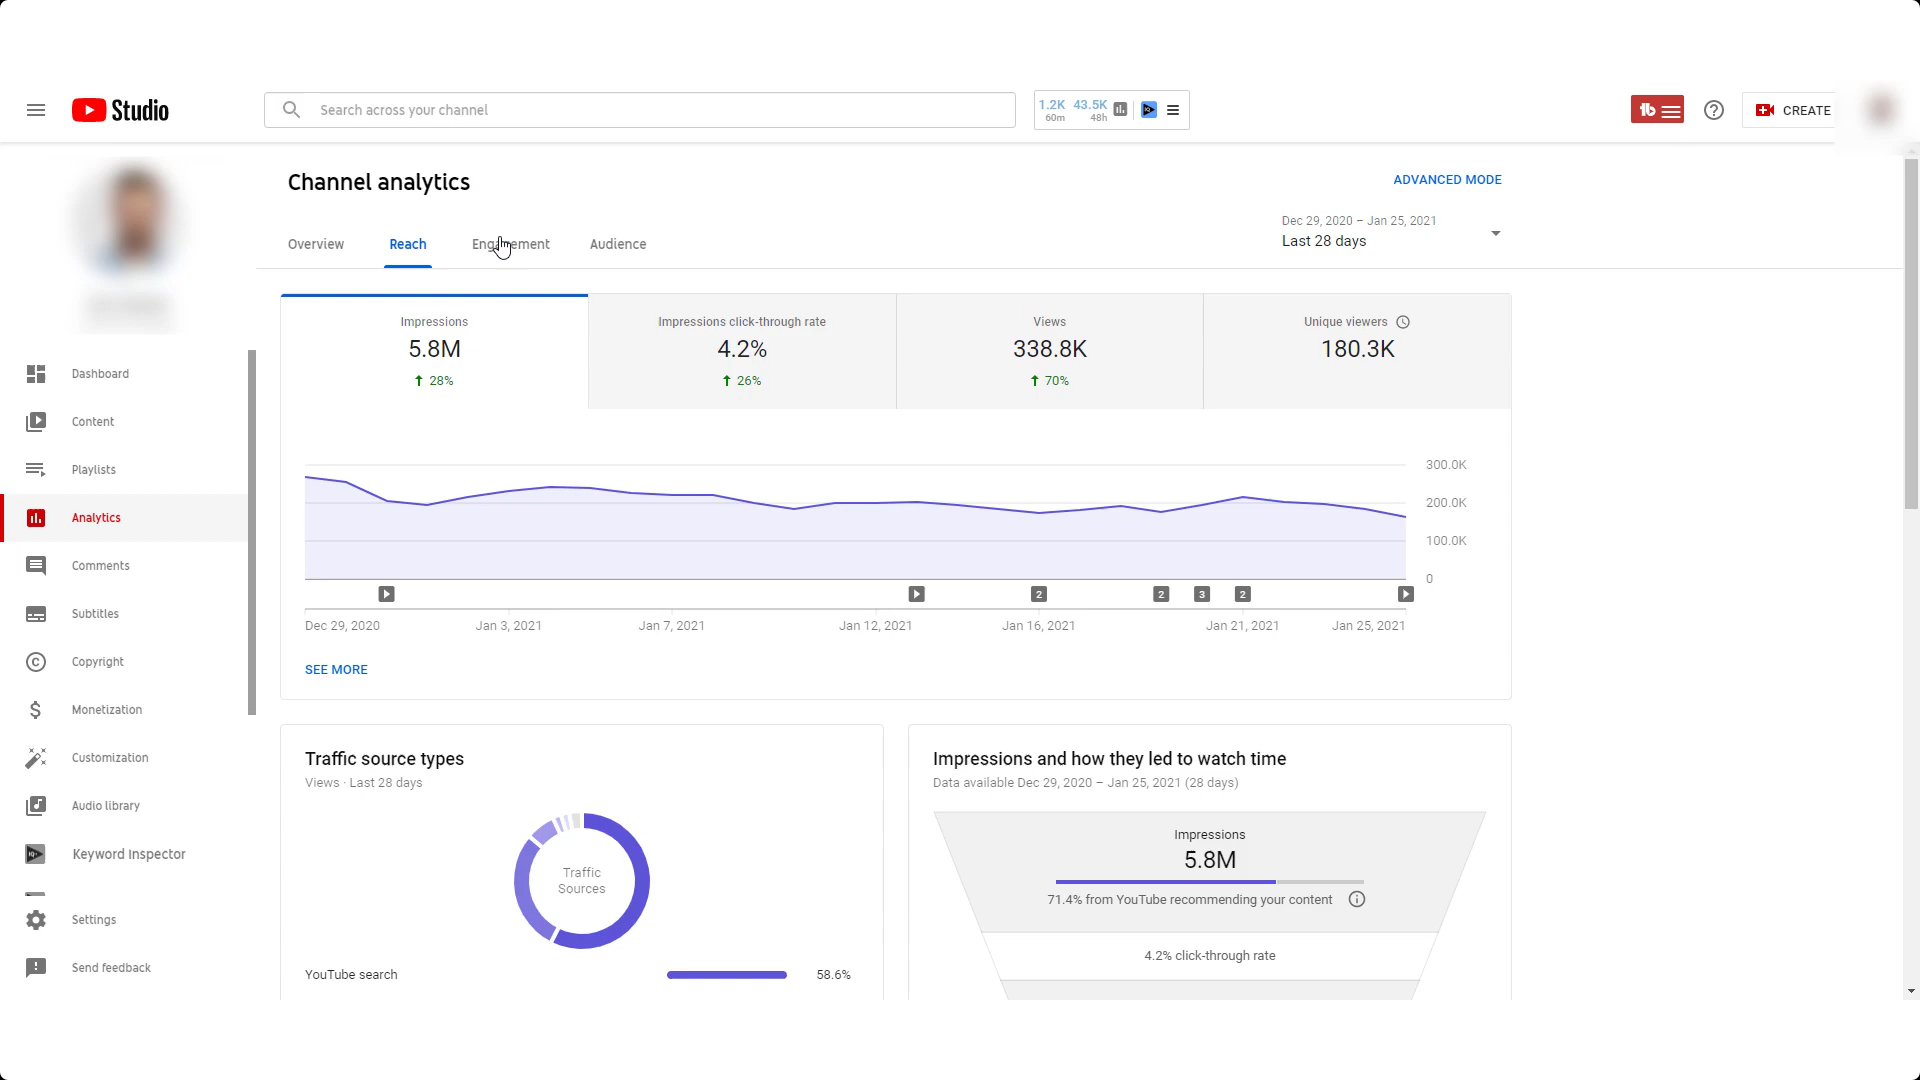 Studio
Search across your channel
1.2K 43.5K
60m 48h
CREATE
Channel analytics
ADVANCED MODE
Dec 29, 2020 – Jan 25, 2021
Last 28 days
Overview Reach Engagement Audience
Impressions
5.8M
28%
Impressions click-through rate
4.2%
26%
Views
338.8K
70%
Unique viewers
180.3K
Dashboard
Content
Playlists
Analytics
Comments
Subtitles
Copyright
Monetization
Customization
Audio library
Keyword Inspector
Settings
Send feedback
300.0K
200.0K
100.0K
0
2 2 3 2
Dec 29, 2020 Jan 3, 2021 Jan 7, 2021 Jan 12, 2021 Jan 16, 2021 Jan 21, 2021 Jan 25, 2021
SEE MORE
Traffic source types
Views · Last 28 days
Traffic
Sources
YouTube search 58.6%
Impressions and how they led to watch time
Data available Dec 29, 2020 – Jan 25, 2021 (28 days)
Impressions
5.8M
71.4% from YouTube recommending your content
4.2% click-through rate